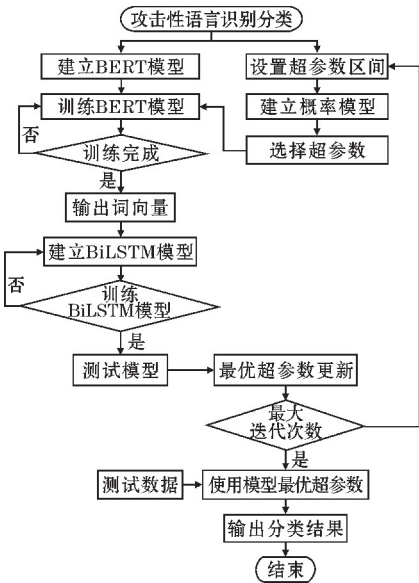 攻击性语言识别分类
建立BERT模型
设置超参数区间
训练BERT模型
建立概率模型
否
训练完成
选择超参数
是
输出词向量
建立BiLSTM模型
否
训练
BiLSTM模型
是
测试模型
最优超参数更新
最大
迭代次数
是
测试数据
使用模型最优超参数
输出分类结果
结束